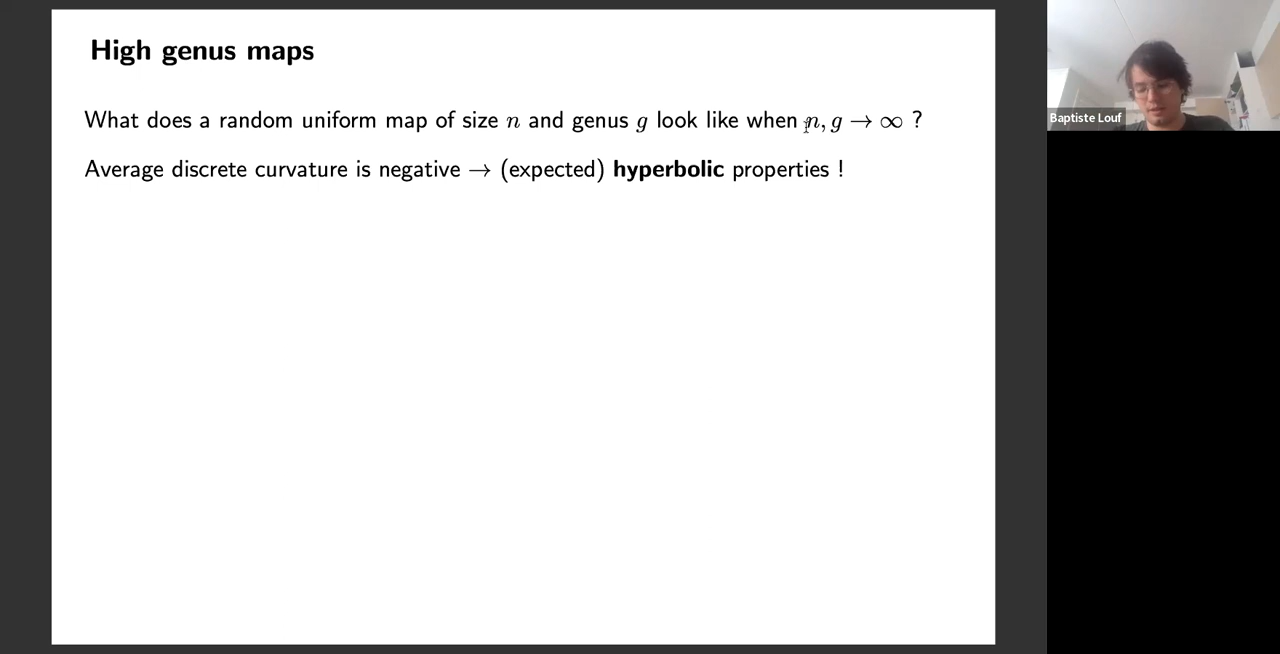 High genus maps
What does a random uniform map of size n and genus g look like when n, g → ∞ ?
Average discrete curvature is negative → (expected) hyperbolic properties !
Baptiste Louf